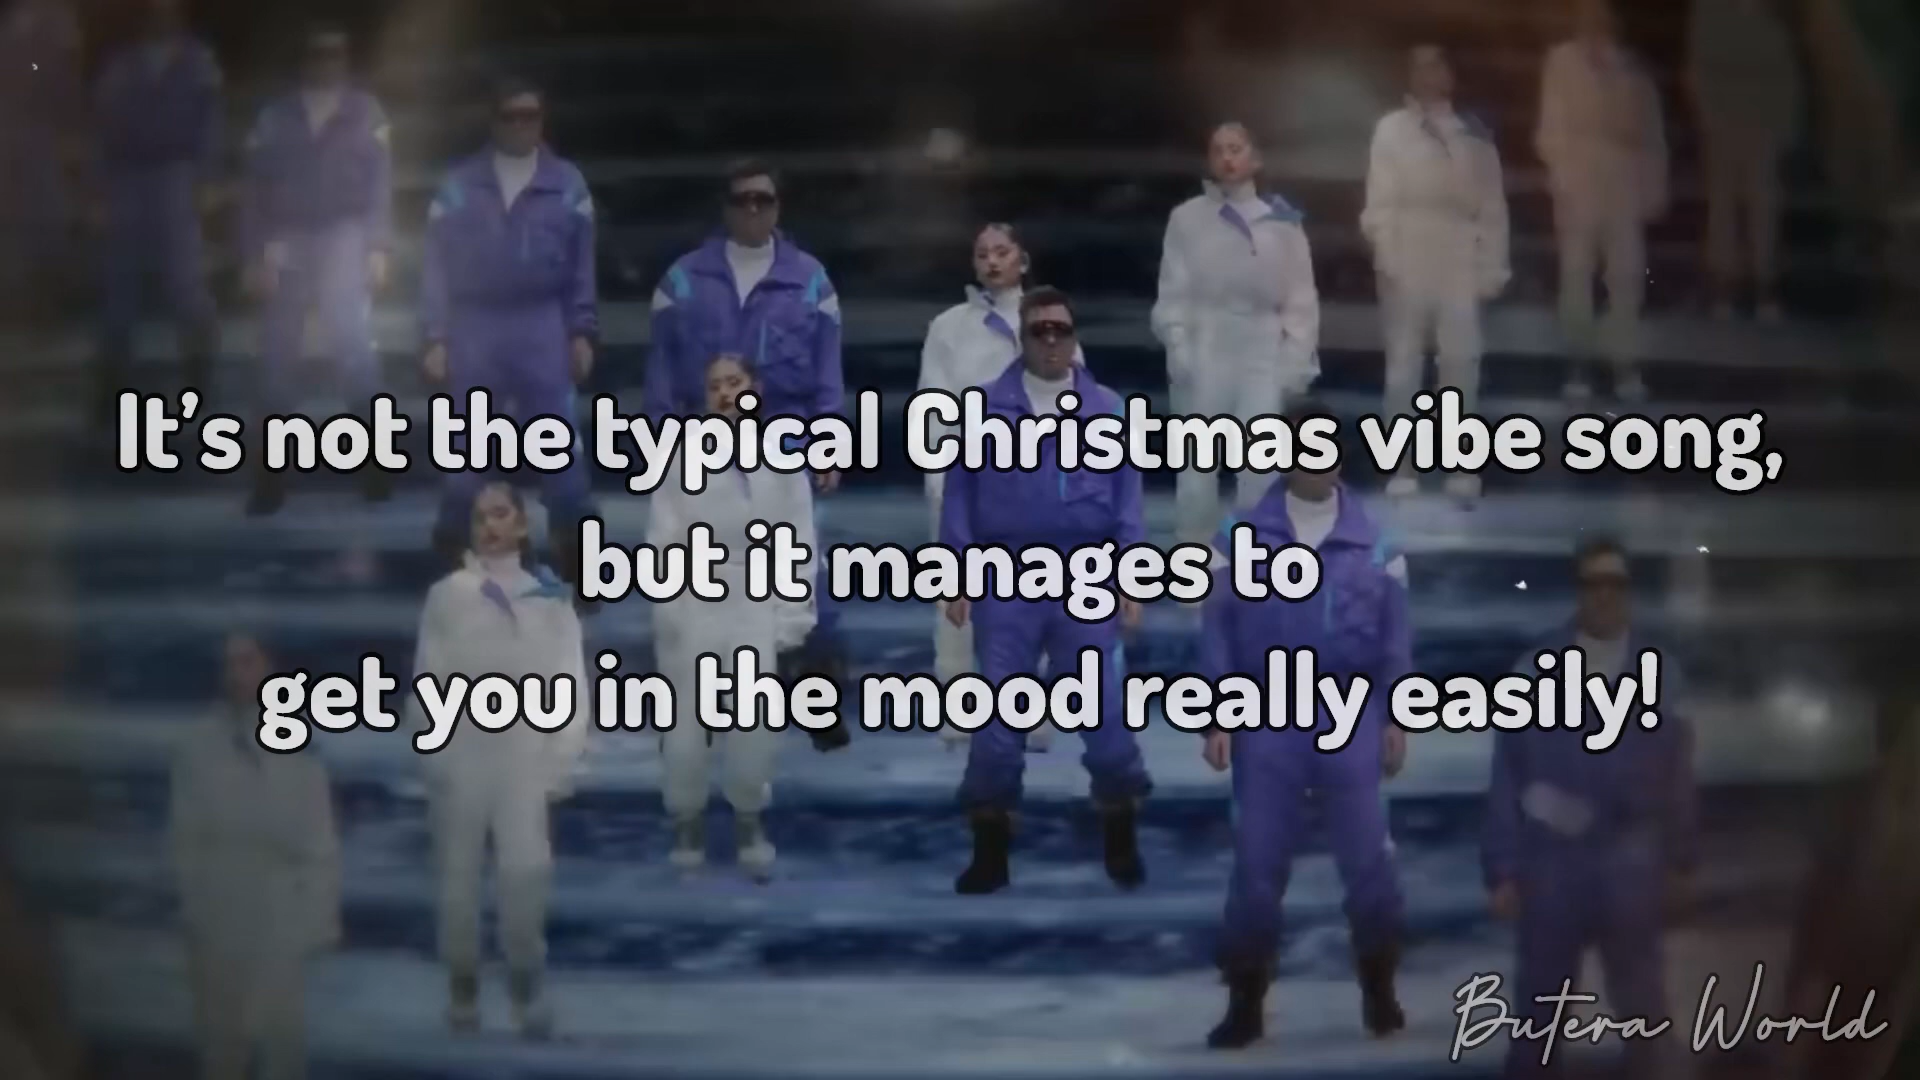 It’s not the typical Christmas vibe song,
but it manages to
get you in the mood really easily!
Butera World